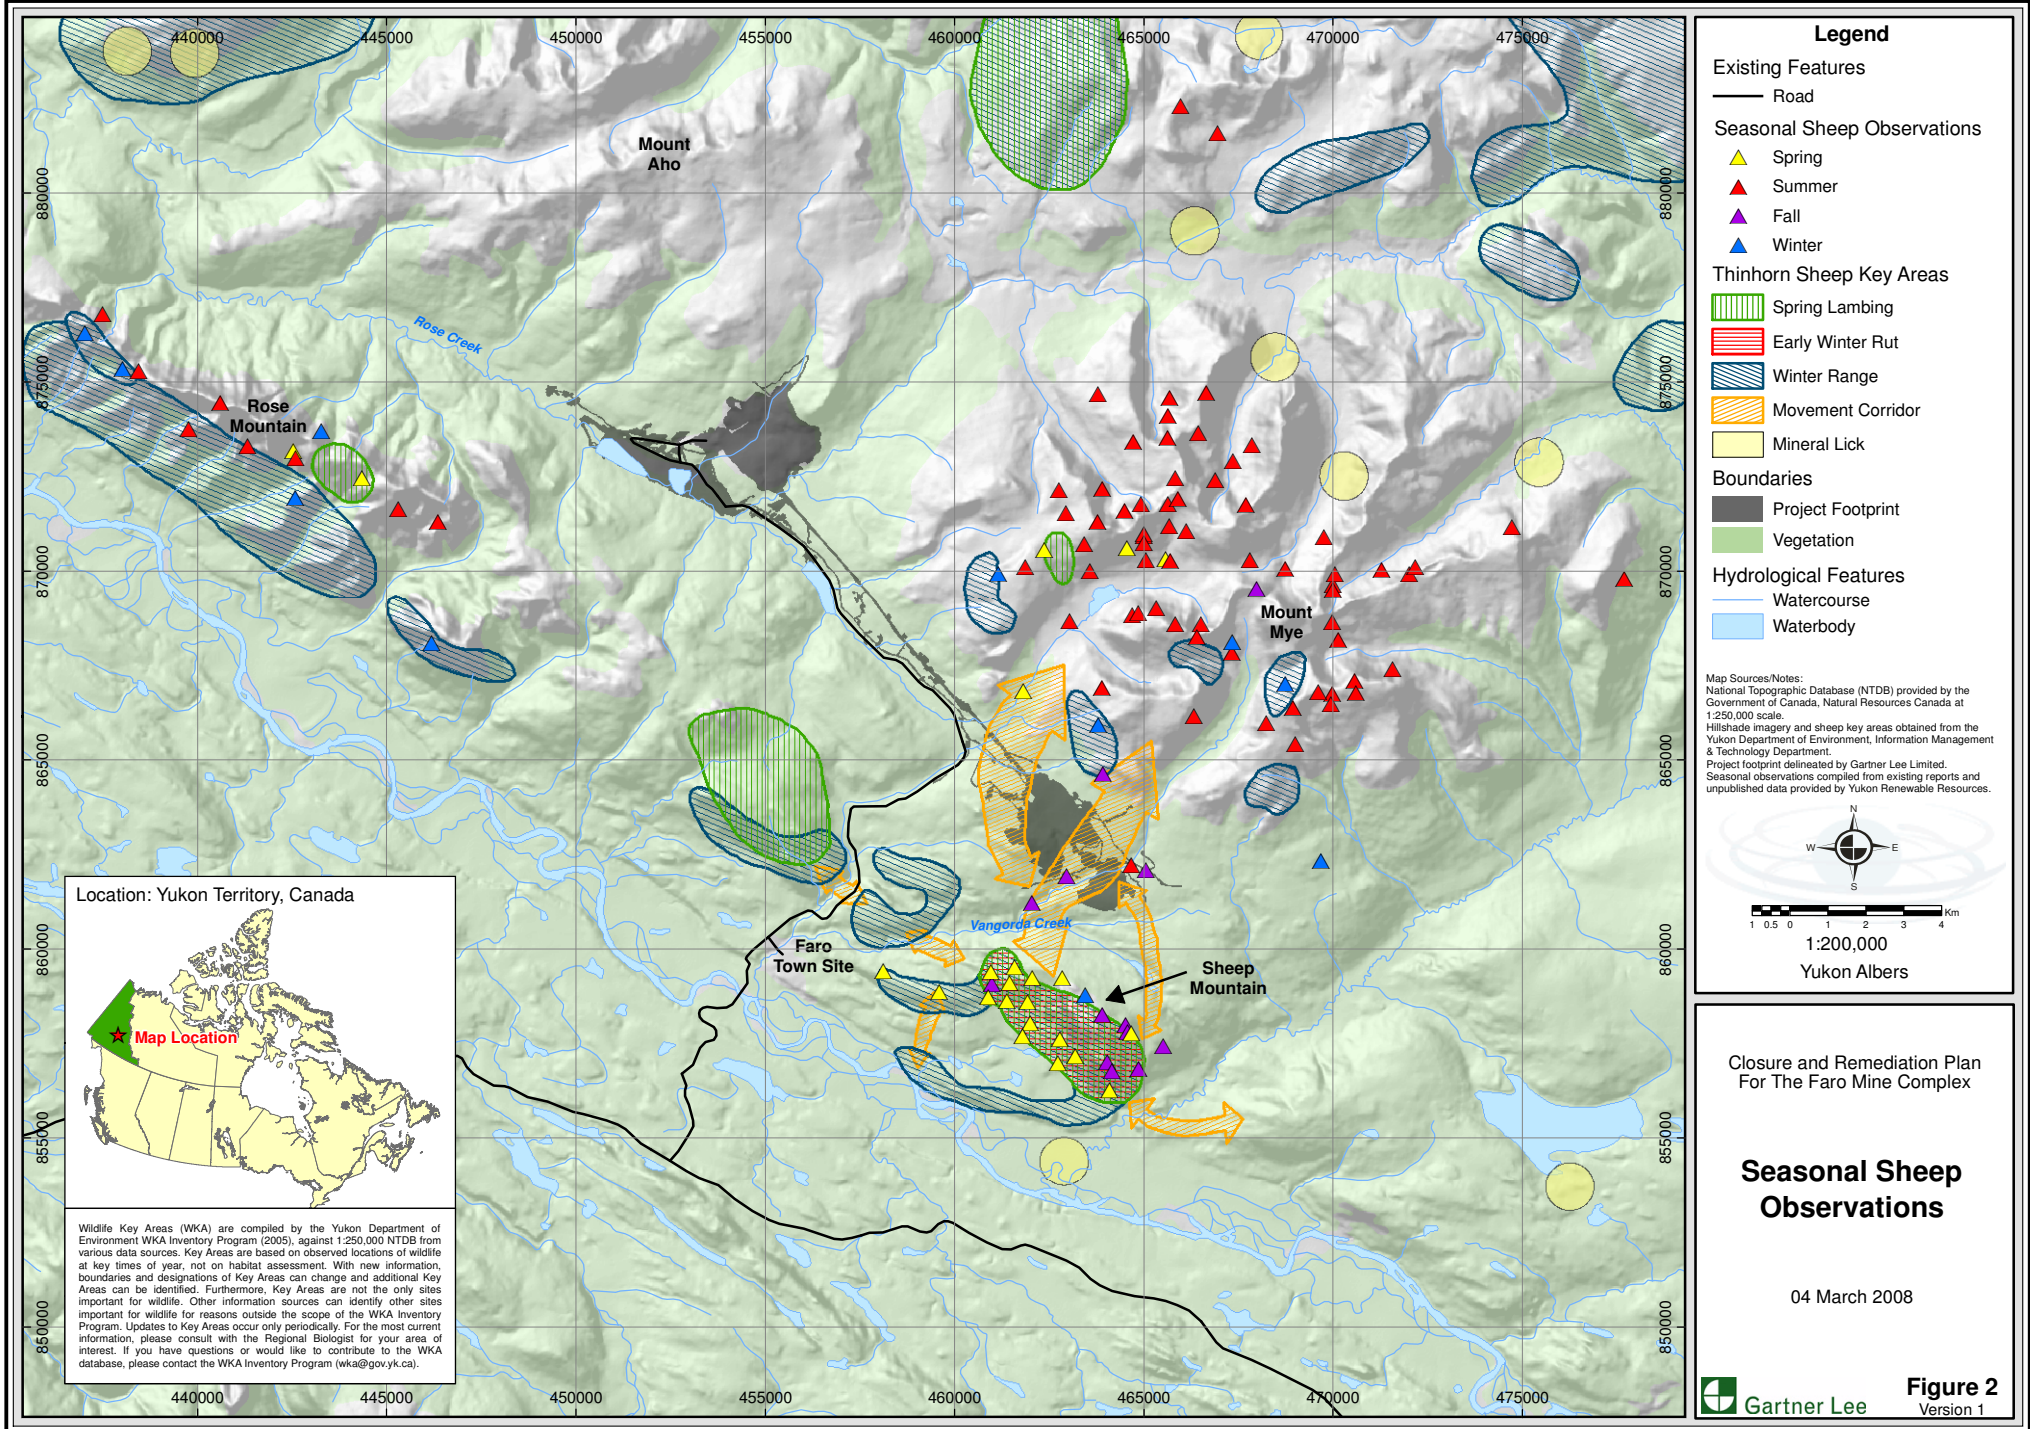 440000
445000
450000
455000
460000
465000
470000
475000
880000
875000
870000
865000
860000
855000
850000
880000
875000
870000
865000
860000
855000
850000
440000
445000
450000
455000
460000
465000
470000
475000
Mount
Aho
Rose Creek
Rose
Mountain
Mount
Mye
Vangorda Creek
Faro
Town Site
Sheep
Mountain
Location: Yukon Territory, Canada
Map Location
Wildlife Key Areas (WKA) are compiled by the Yukon Department of
Environment WKA Inventory Program (2005), against 1:250,000 NTDB from
various data sources. Key Areas are based on observed locations of wildlife
at key times of year, not on habitat assessment. With new information,
boundaries and designations of Key Areas can change and additional Key
Areas can be identified. Furthermore, Key Areas are not the only sites
important for wildlife. Other information sources can identify other sites
important for wildlife for reasons outside the scope of the WKA Inventory
Program. Updates to Key Areas occur only periodically. For the most current
information, please consult with the Regional Biologist for your area of
interest. If you have questions or would like to contribute to the WKA
database, please contact the WKA Inventory Program (wka@gov.yk.ca).
Legend
Existing Features
Road
Seasonal Sheep Observations
Spring
Summer
Fall
Winter
Thinhorn Sheep Key Areas
Spring Lambing
Early Winter Rut
Winter Range
Movement Corridor
Mineral Lick
Boundaries
Project Footprint
Vegetation
Hydrological Features
Watercourse
Waterbody
Map Sources/Notes:
National Topographic Database (NTDB) provided by the
Government of Canada, Natural Resources Canada at
1:250,000 scale.
Hillshade imagery and sheep key areas obtained from the
Yukon Department of Environment, Information Management
& Technology Department.
Project footprint delineated by Gartner Lee Limited.
Seasonal observations compiled from existing reports and
unpublished data provided by Yukon Renewable Resources.
N
W E
S
Km
1 0.5 0 1 2 3 4
1:200,000
Yukon Albers
Closure and Remediation Plan
For The Faro Mine Complex
Seasonal Sheep
Observations
04 March 2008
Gartner Lee
Figure 2
Version 1